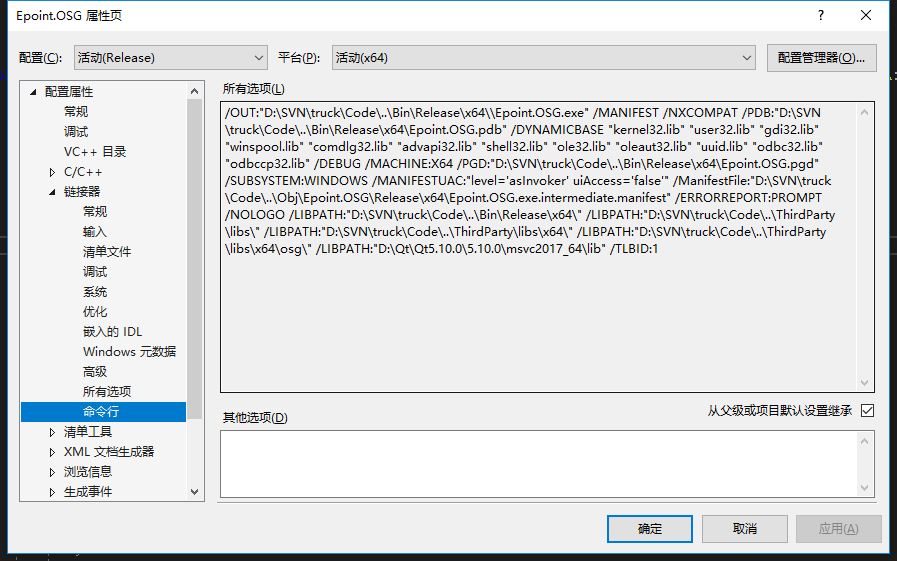 Epoint.OSG 属性页
?
配置(C):
活动(Release)
平台(P):
活动(x64)
配置管理器(O)...
配置属性
常规
调试
VC++ 目录
C/C++
链接器
常规
输入
清单文件
调试
系统
优化
嵌入的 IDL
Windows 元数据
高级
所有选项
命令行
清单工具
XML 文档生成器
浏览信息
生成事件
所有选项(L)
/OUT:"D:\SVN\truck\Code\..\Bin\Release\x64\\Epoint.OSG.exe" /MANIFEST /NXCOMPAT /PDB:"D:\SVN
\truck\Code\..\Bin\Release\x64\Epoint.OSG.pdb" /DYNAMICBASE "kernel32.lib" "user32.lib" "gdi32.lib"
"winspool.lib" "comdlg32.lib" "advapi32.lib" "shell32.lib" "ole32.lib" "oleaut32.lib" "uuid.lib" "odbc32.lib"
"odbccp32.lib" /DEBUG /MACHINE:X64 /PGD:"D:\SVN\truck\Code\..\Bin\Release\x64\Epoint.OSG.pgd"
/SUBSYSTEM:WINDOWS /MANIFESTUAC:"level='asInvoker' uiAccess='false'" /ManifestFile:"D:\SVN\truck
\Code\..\Obj\Epoint.OSG\Release\x64\Epoint.OSG.exe.intermediate.manifest" /ERRORREPORT:PROMPT
/NOLOGO /LIBPATH:"D:\SVN\truck\Code\..\Bin\Release\x64\" /LIBPATH:"D:\SVN\truck\Code\..\ThirdParty
\libs\" /LIBPATH:"D:\SVN\truck\Code\..\ThirdParty\libs\x64\" /LIBPATH:"D:\SVN\truck\Code\..\ThirdParty
\libs\x64\osg\" /LIBPATH:"D:\Qt\Qt5.10.0\5.10.0\msvc2017_64\lib" /TLBID:1
从父级或项目默认设置继承
其他选项(D)
确定
取消
应用(A)